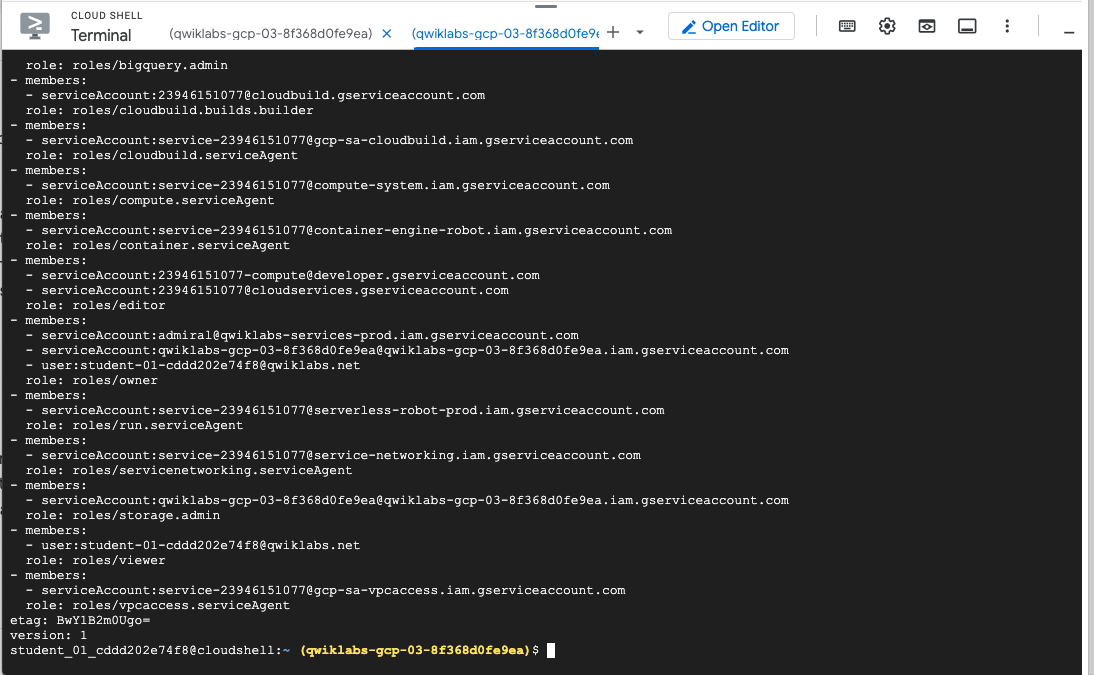 CLOUD SHELL
Terminal
(qwiklabs-gcp-03-8f368d0fe9ea)
(qwiklabs-gcp-03-8f368d0fe9e
Open Editor
role: roles/bigquery.admin
- members:
- serviceAccount:23946151077@cloudbuild.gserviceaccount.com
role: roles/cloudbuild.builds.builder
- members:
- serviceAccount:service-23946151077@gcp-sa-cloudbuild.iam.gserviceaccount.com
role: roles/cloudbuild.serviceAgent
- members:
- serviceAccount:service-23946151077@compute-system.iam.gserviceaccount.com
role: roles/compute.serviceAgent
- members:
- serviceAccount:service-23946151077@container-engine-robot.iam.gserviceaccount.com
role: roles/container.serviceAgent
- members:
- serviceAccount:23946151077-compute@developer.gserviceaccount.com
- serviceAccount:23946151077@cloudservices.gserviceaccount.com
role: roles/editor
- members:
- serviceAccount:admiral@qwiklabs-services-prod.iam.gserviceaccount.com
- serviceAccount:qwiklabs-gcp-03-8f368d0fe9ea@qwiklabs-gcp-03-8f368d0fe9ea.iam.gserviceaccount.com
- user:student-01-cddd202e74f8@qwiklabs.net
role: roles/owner
- members:
- serviceAccount:service-23946151077@serverless-robot-prod.iam.gserviceaccount.com
role: roles/run.serviceAgent
- members:
- serviceAccount:service-23946151077@service-networking.iam.gserviceaccount.com
role: roles/servicenetworking.serviceAgent
- members:
- serviceAccount:qwiklabs-gcp-03-8f368d0fe9ea@qwiklabs-gcp-03-8f368d0fe9ea.iam.gserviceaccount.com
role: roles/storage.admin
- members:
- user:student-01-cddd202e74f8@qwiklabs.net
role: roles/viewer
- members:
- serviceAccount:service-23946151077@gcp-sa-vpcaccess.iam.gserviceaccount.com
role: roles/vpcaccess.serviceAgent
etag: BwY1B2m0Ugo=
version: 1
student_01_cddd202e74f8@cloudshell:~ (qwiklabs-gcp-03-8f368d0fe9ea)$